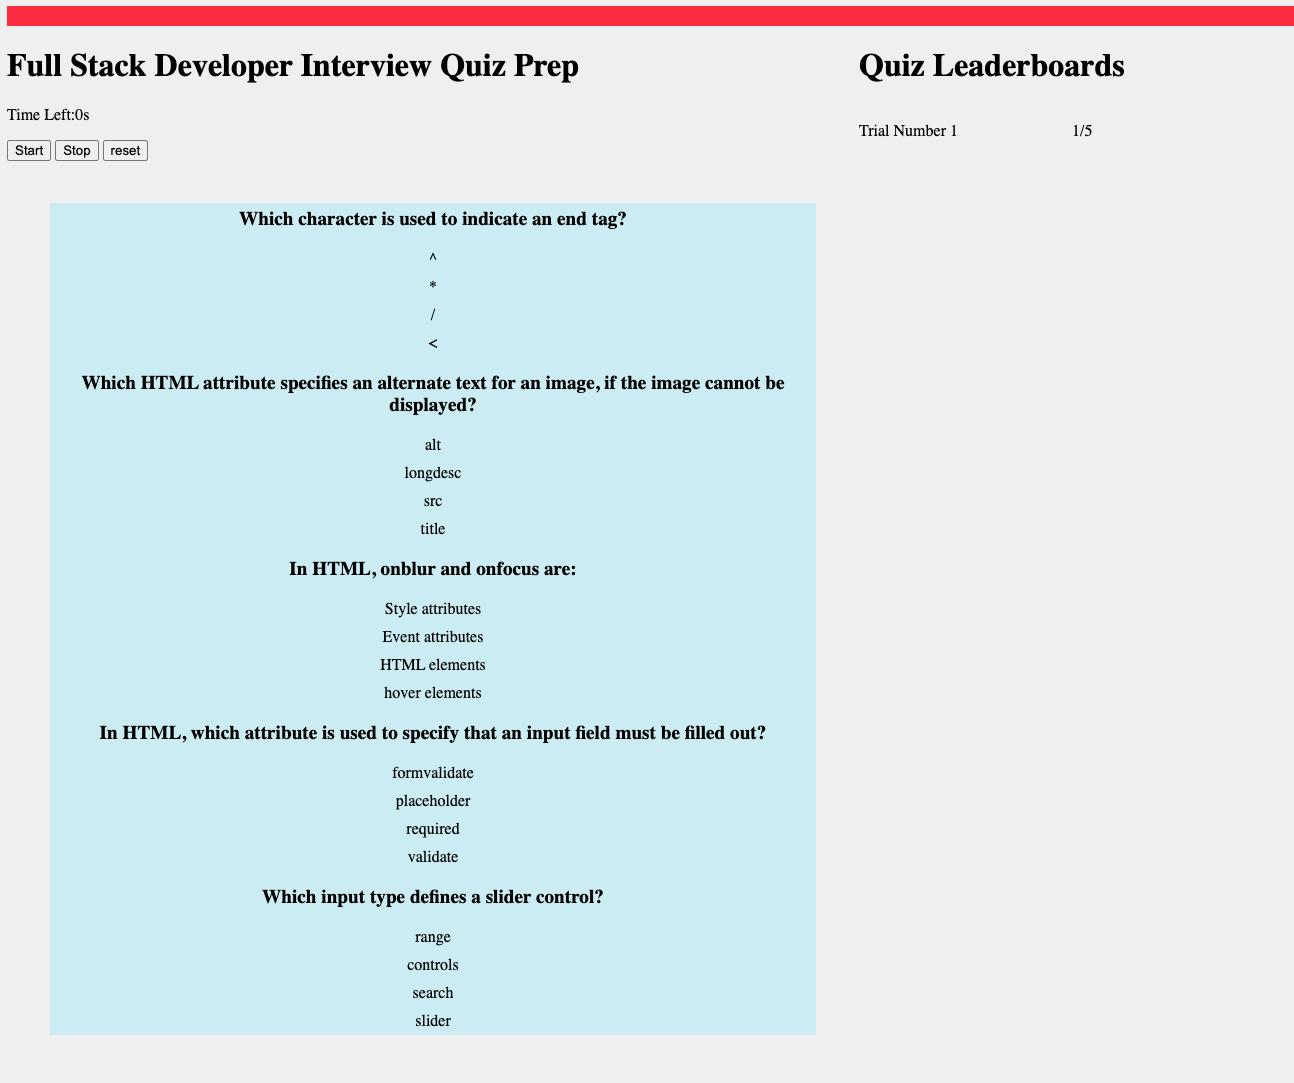 Full Stack Developer Interview Quiz Prep
Time Left:0s
Start Stop reset
Quiz Leaderboards
Trial Number 1 1/5
Which character is used to indicate an end tag?
^
*
/
<
Which HTML attribute specifies an alternate text for an image, if the image cannot be
displayed?
alt
longdesc
src
title
In HTML, onblur and onfocus are:
Style attributes
Event attributes
HTML elements
hover elements
In HTML, which attribute is used to specify that an input field must be filled out?
formvalidate
placeholder
required
validate
Which input type defines a slider control?
range
controls
search
slider